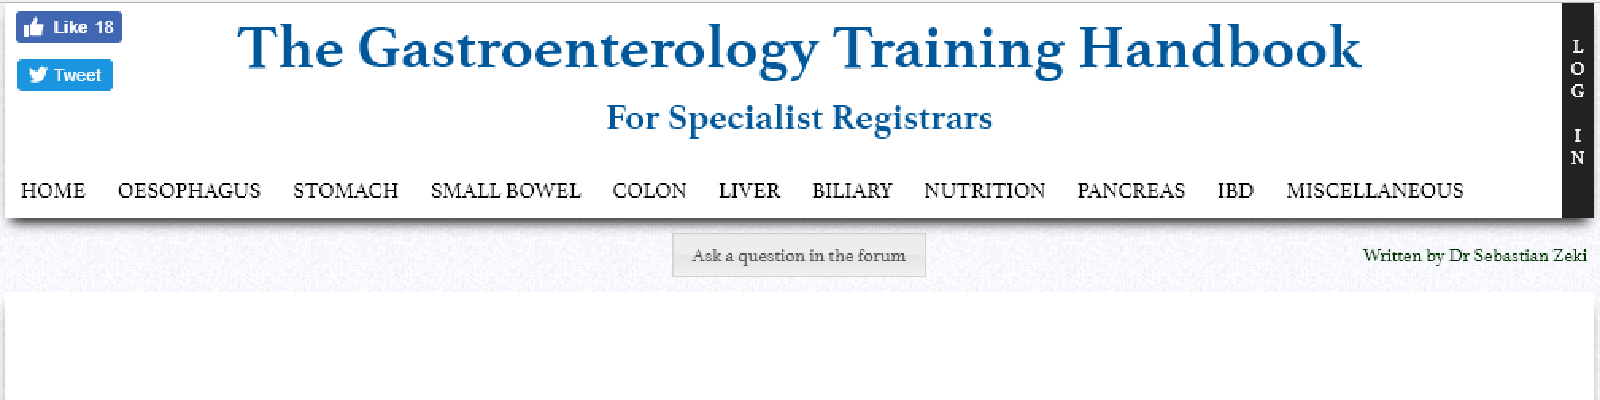 Like 18
Tweet
The Gastroenterology Training Handbook
For Specialist Registrars
LOG IN
HOME OESOPHAGUS STOMACH SMALL BOWEL COLON LIVER BILIARY NUTRITION PANCREAS IBD MISCELLANEOUS
Ask a question in the forum
Written by Dr Sebastian Zeki